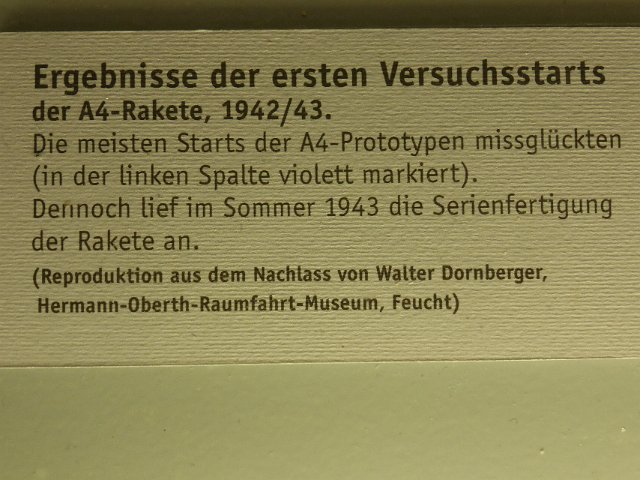 Ergebnisse der ersten Versuchsstarts
der A4-Rakete, 1942/43.
Die meisten Starts der A4-Prototypen missglückten
(in der linken Spalte violett markiert).
Dennoch lief im Sommer 1943 die Serienfertigung
der Rakete an.
(Reproduktion aus dem Nachlass von Walter Dornberger,
Hermann-Oberth-Raumfahrt-Museum, Feucht)